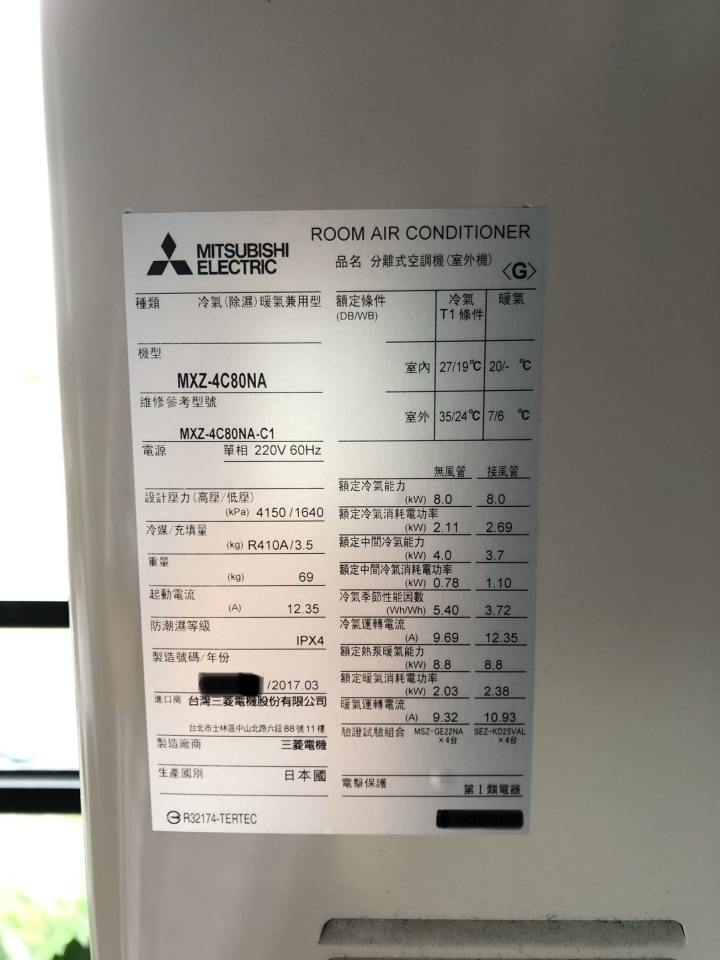 MITSUBISHI
ELECTRIC
ROOM AIR CONDITIONER
品名 分離式空調機(室外機)
<G>
種類 冷氣(除濕)暖氣兼用型
機型
MXZ-4C80NA
維修參考型號
MXZ-4C80NA-C1
電源 單相 220V 60Hz
設計壓力(高壓/低壓)
(kPa) 4150/1640
冷媒/充填量
(kg) R410A/3.5
重量
(kg) 69
起動電流
(A) 12.35
防潮濕等級
IPX4
製造號碼/年份
/2017.03
進口商 台灣三菱電機股份有限公司
台北市士林區中山北路六段88號11樓
製造廠商 三菱電機
生產國別 日本國
R32174-TERTEC
額定條件 冷氣 暖氣
(DB/WB) T1條件
室內 27/19℃ 20/- ℃
室外 35/24℃ 7/6 ℃
無風管 接風管
額定冷氣能力
(kW) 8.0 8.0
額定冷氣消耗電功率
(kW) 2.11 2.69
額定中間冷氣能力
(kW) 4.0 3.7
額定中間冷氣消耗電功率
(kW) 0.78 1.10
冷氣季節性能因數
(Wh/Wh) 5.40 3.72
冷氣運轉電流
(A) 9.69 12.35
額定熱泵暖氣能力
(kW) 8.8 8.8
額定暖氣消耗電功率
(kW) 2.03 2.38
暖氣運轉電流
(A) 9.32 10.93
驗證試驗組合 MSZ-GE22NA SEZ-KD25VAL
×4台 ×4台
電擊保護 第 I 類電器